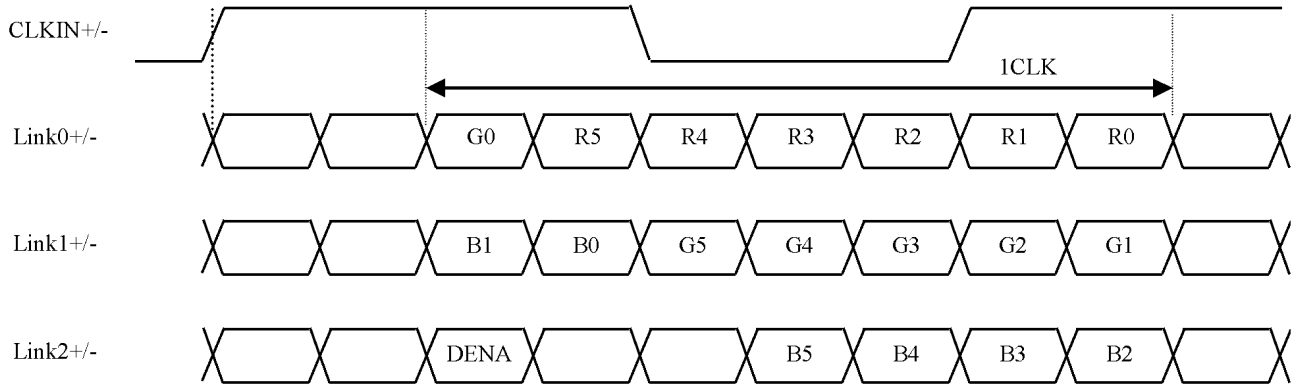 CLKIN+/-
1CLK
Link0+/- G0 R5 R4 R3 R2 R1 R0
Link1+/- B1 B0 G5 G4 G3 G2 G1
Link2+/- DENA B5 B4 B3 B2